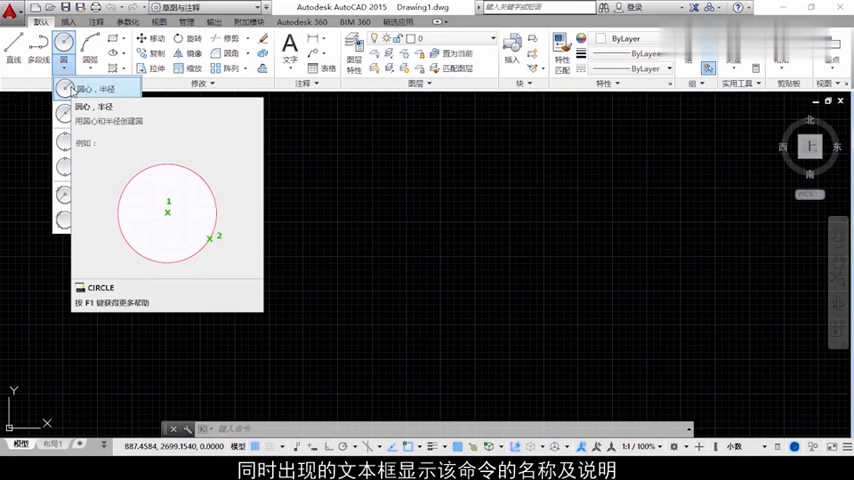 草图与注释
Autodesk AutoCAD 2015 Drawing1.dwg
键入关键字或短语
登录
默认 插入 注释 参数化 视图 管理 输出 附加模块 Autodesk 360 BIM 360 精选应用
移动 旋转 修剪
ByLayer
镜像 圆角
置为当前
直线 多段线 圆 圆弧
文字
图层特性
插入
特性匹配
ByLayer
基点
拉伸 缩放 阵列
表格
匹配图层
ByLayer
修改 注释 图层 块 特性 组 实用工具 剪贴板 视图
圆心，半径
圆心，半径
用圆心和半径创建圆
例如：
1
2
CIRCLE
按 F1 键获得更多帮助
北
西 上 东
南
WCS
Y
X
键入命令
模型 布局1
887.4584, 2699.1540, 0.0000 模型
1:1 / 100%
小数
同时出现的文本框显示该命令的名称及说明